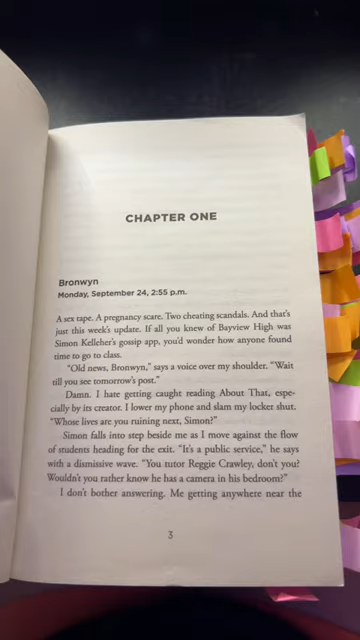 CHAPTER ONE
Bronwyn
Monday, September 24, 2:55 p.m.
A sex tape. A pregnancy scare. Two cheating scandals. And that's
just this week's update. If all you knew of Bayview High was
Simon Kelleher's gossip app, you'd wonder how anyone found
time to go to class.
"Old news, Bronwyn," says a voice over my shoulder. "Wait
till you see tomorrow's post."
Damn. I hate getting caught reading About That, espe-
cially by its creator. I lower my phone and slam my locker shut.
"Whose lives are you ruining next, Simon?"
Simon falls into step beside me as I move against the flow
of students heading for the exit. "It's a public service," he says
with a dismissive wave. "You tutor Reggie Crawley, don't you?
Wouldn't you rather know he has a camera in his bedroom?"
I don't bother answering. Me getting anywhere near the
3